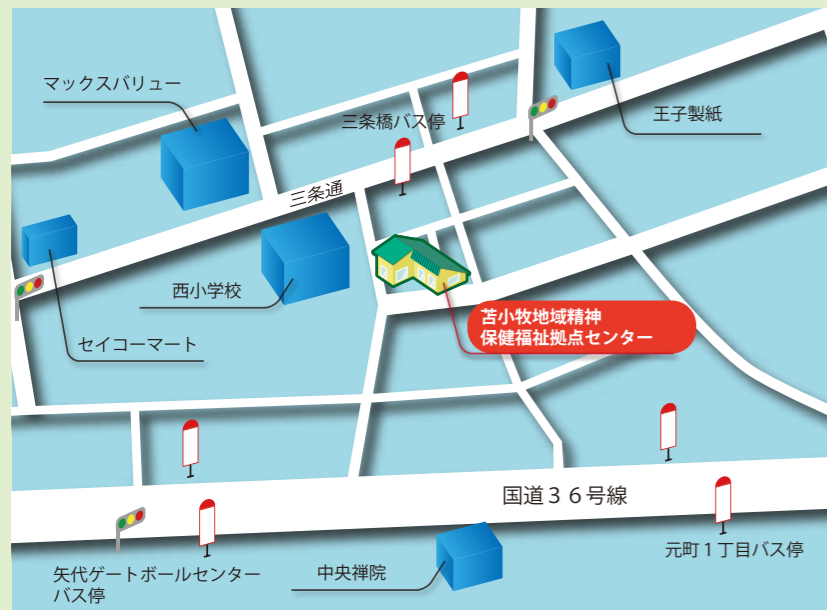 マックスバリュー
三条橋バス停
王子製紙
三条通
西小学校
セイコーマート
苫小牧地域精神
保健福祉拠点センター
国道３６号線
元町１丁目バス停
矢代ゲートボールセンター
バス停
中央禅院